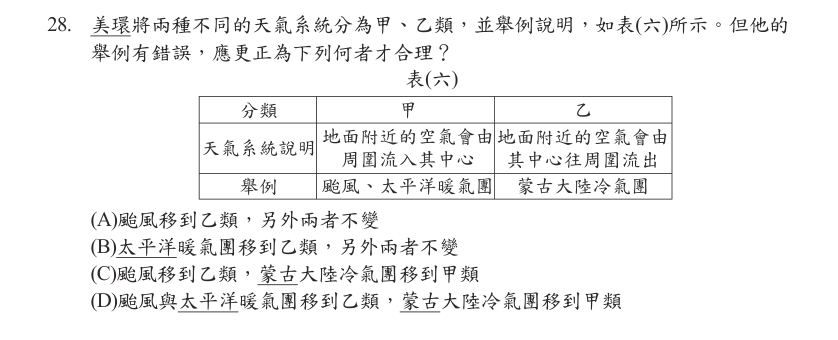 28. 美環將兩種不同的天氣系統分為甲、乙類，並舉例說明，如表(六)所示。但他的
舉例有錯誤，應更正為下列何者才合理？
表(六)
分類 甲 乙
天氣系統說明 地面附近的空氣會由周圍流入其中心 地面附近的空氣會由其中心往周圍流出
舉例 颱風、太平洋暖氣團 蒙古大陸冷氣團
(A)颱風移到乙類，另外兩者不變
(B)太平洋暖氣團移到乙類，另外兩者不變
(C)颱風移到乙類，蒙古大陸冷氣團移到甲類
(D)颱風與太平洋暖氣團移到乙類，蒙古大陸冷氣團移到甲類